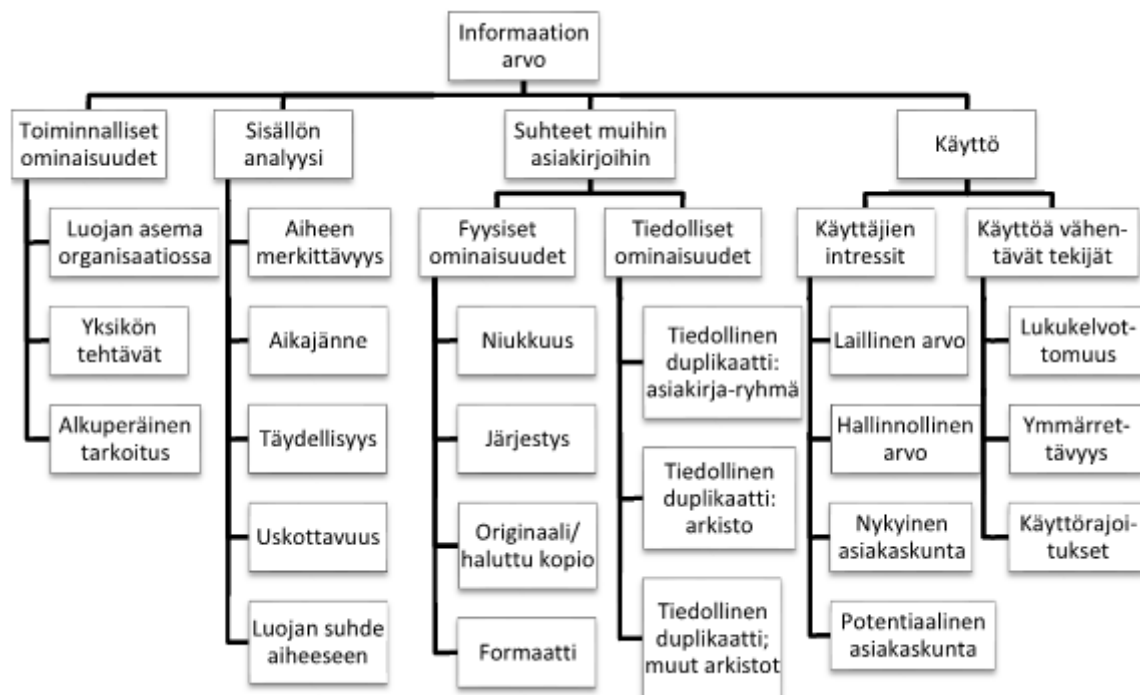 Informaation
arvo
Toiminnalliset
ominaisuudet
Sisällön
analyysi
Suhteet muihin
asiakirjoihin
Käyttö
Luojan asema
organisaatiossa
Yksikön
tehtävät
Alkuperäinen
tarkoitus
Aiheen
merkittävyys
Aikajänne
Täydellisyys
Uskottavuus
Luojan suhde
aiheeseen
Fyysiset
ominaisuudet
Niukkuus
Järjestys
Originaali/
haluttu kopio
Formaatti
Tiedolliset
ominaisuudet
Tiedollinen
duplikaatti:
asiakirja-ryhmä
Tiedollinen
duplikaatti:
arkisto
Tiedollinen
duplikaatti;
muut arkistot
Käyttäjien
intressit
Laillinen arvo
Hallinnollinen
arvo
Nykyinen
asiakaskunta
Potentiaalinen
asiakaskunta
Käyttöä vähen-
tävät tekijät
Lukukelvot-
tomuus
Ymmärret-
tävyys
Käyttörajoi-
tukset